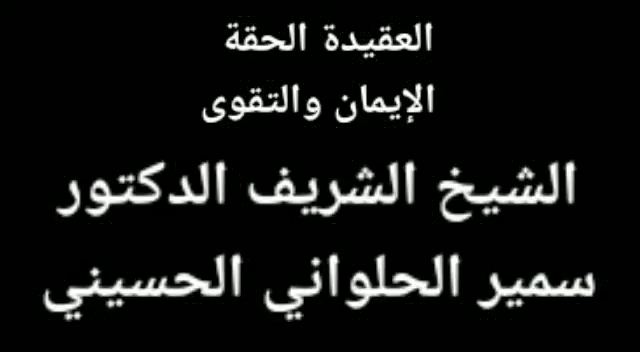 العقيدة الحقة
الإيمان والتقوى
الشيخ الشريف الدكتور
سمير الحلواني الحسيني